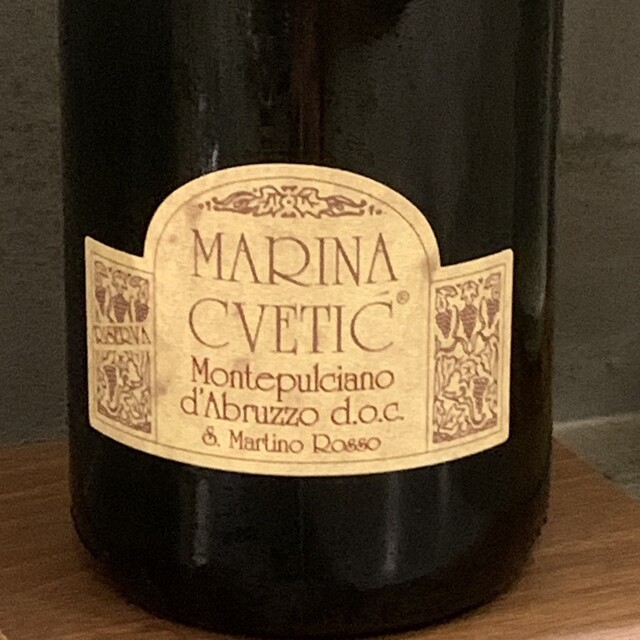 MARINA
CVETIĆ®
Montepulciano
d'Abruzzo d.o.c.
S. Martino Rosso